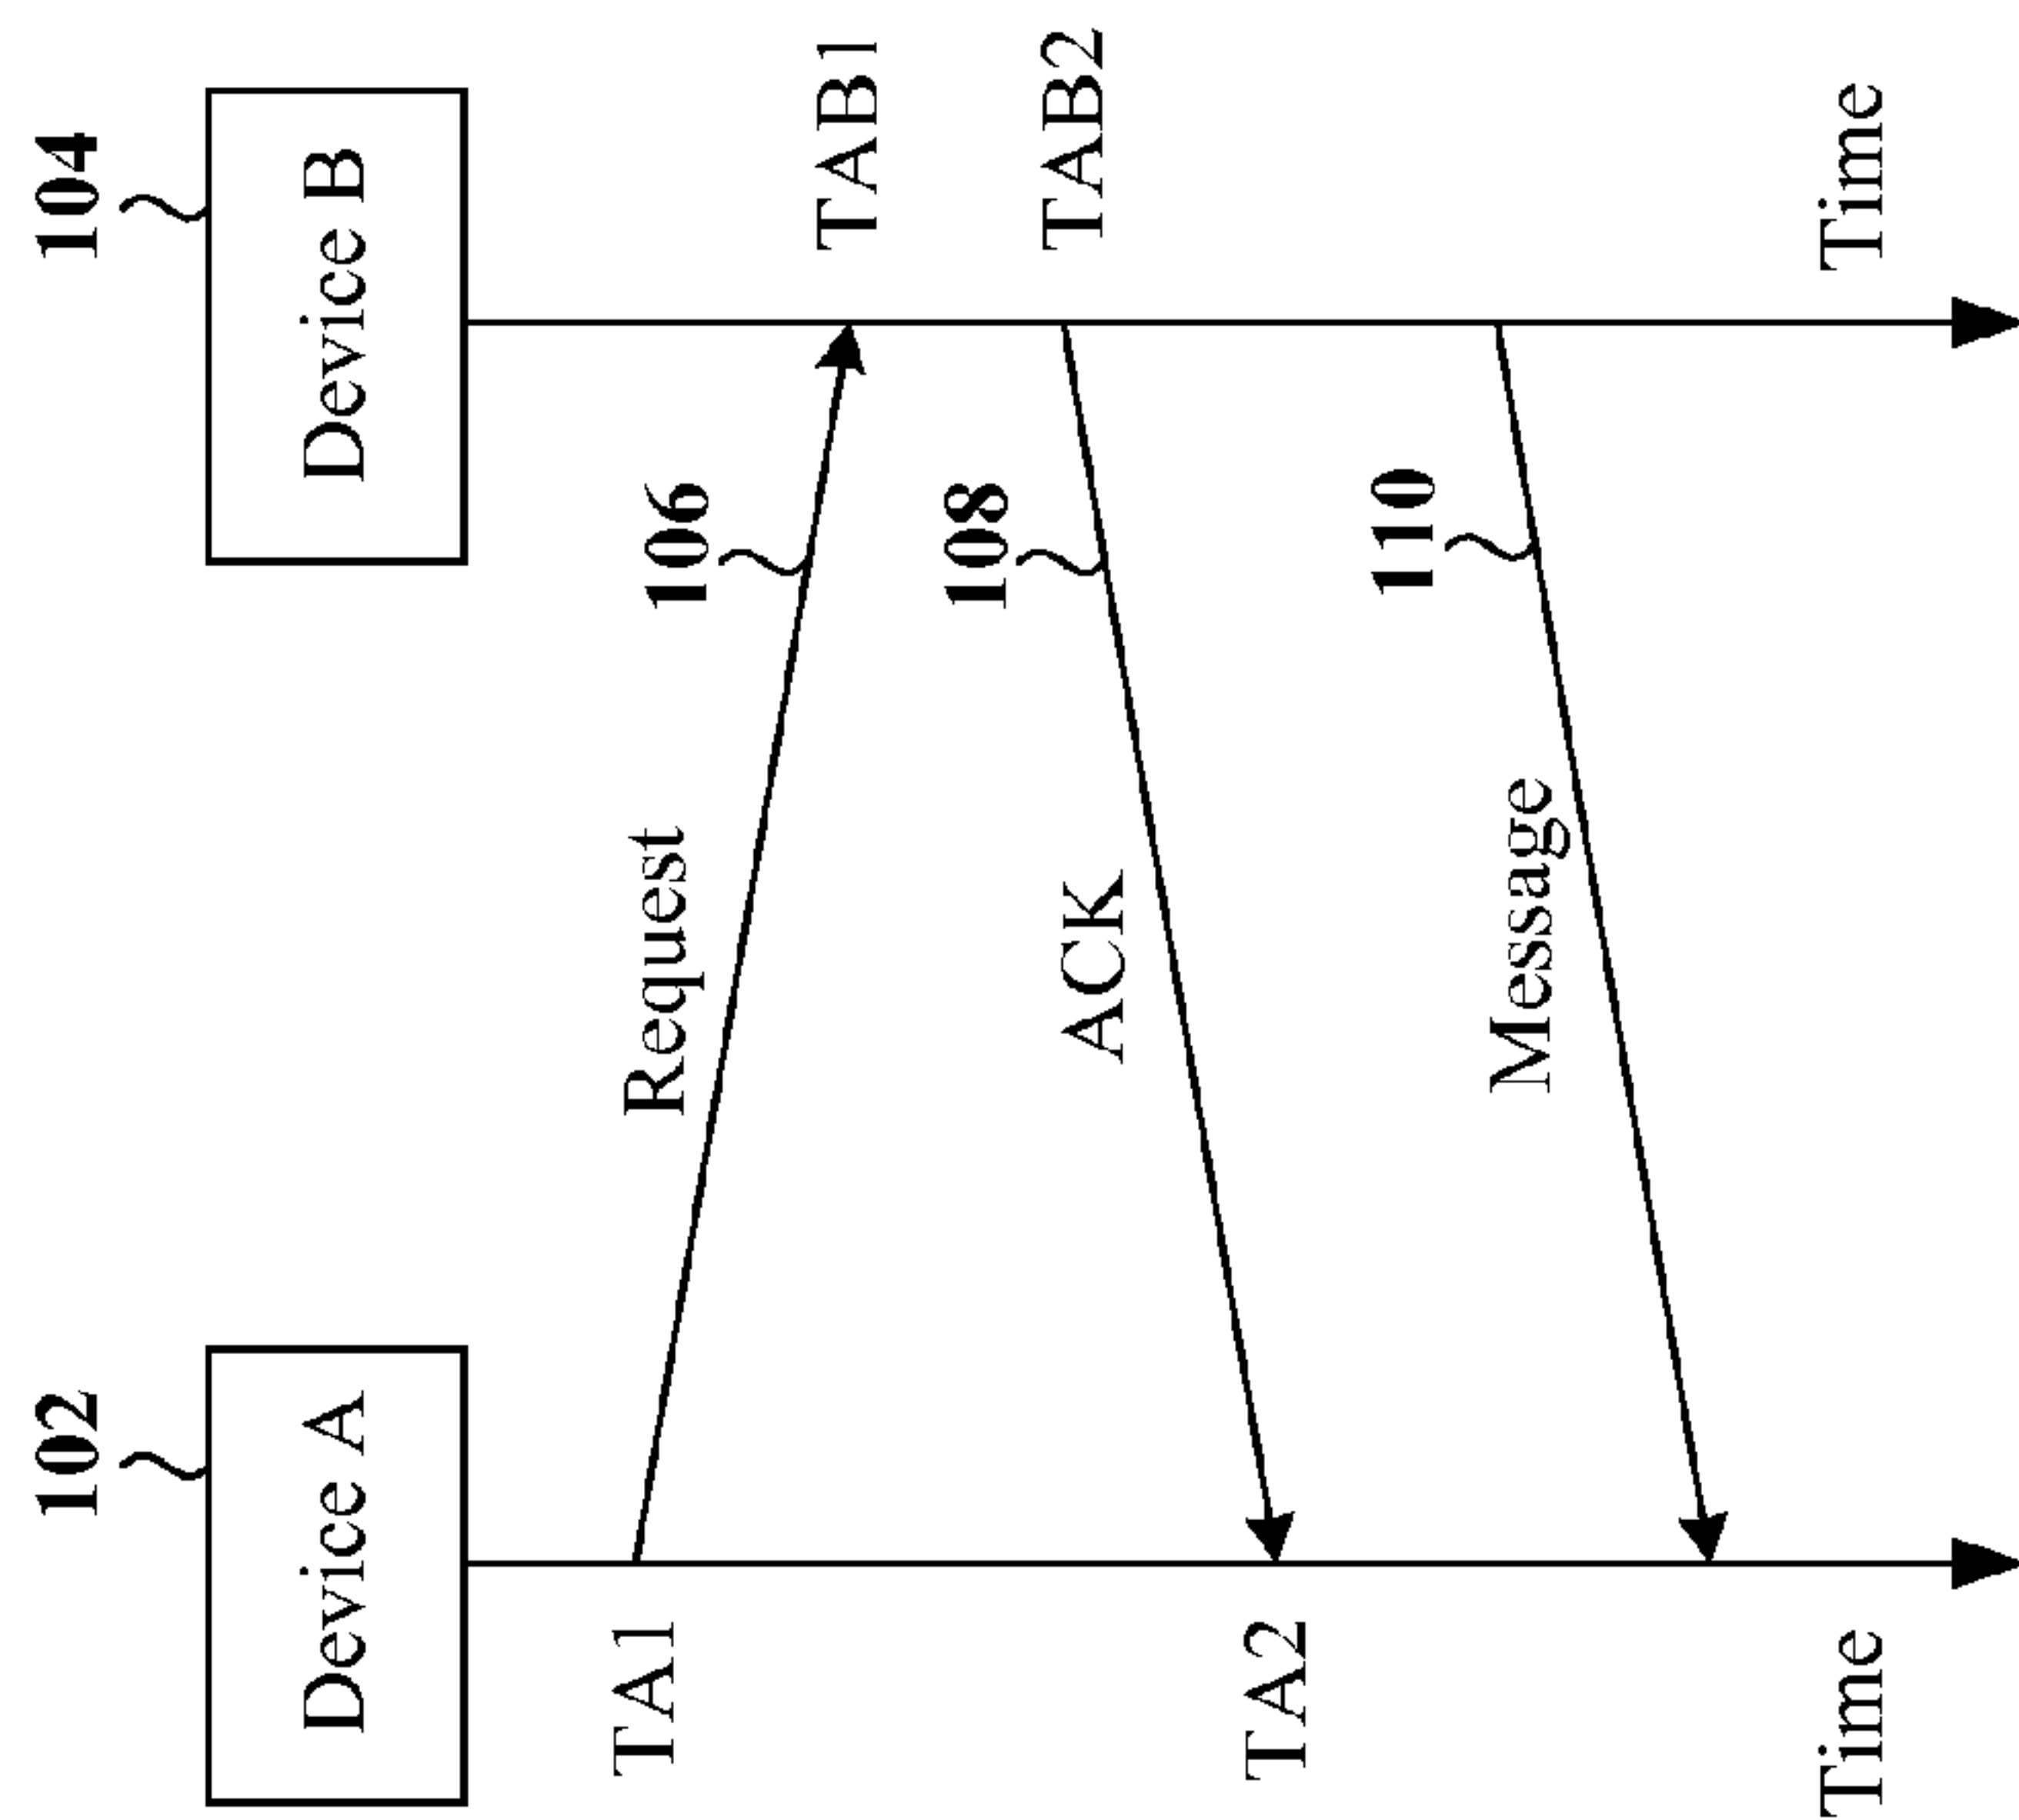 102
104
Device A
Device B
TA1
Request
106
TAB1
108
ACK
TAB2
TA2
110
Message
Time
Time